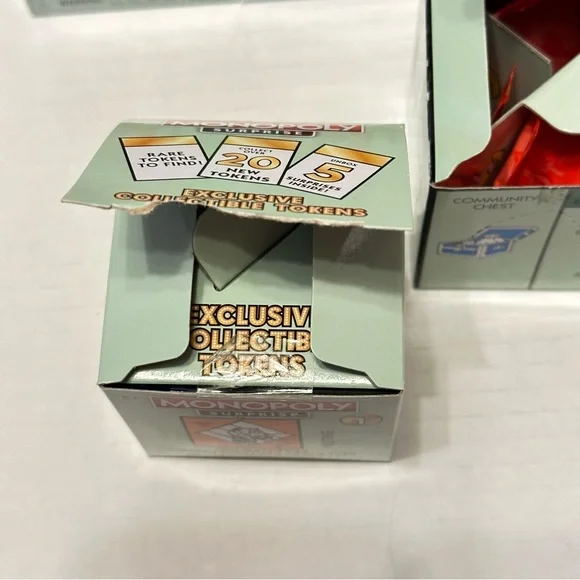 MONOPOLY
SURPRISE
RARE
TOKENS
TO FIND!
COLLECT
OVER
20
NEW
TOKENS
UNBOX
5
SURPRISES
INSIDE!
EXCLUSIVE
COLLECTIBLE TOKENS
EXCLUSIV
OLLECTIB
TOKENS
MONOPOLY
SURPRISE
COMMUNITY
CHEST